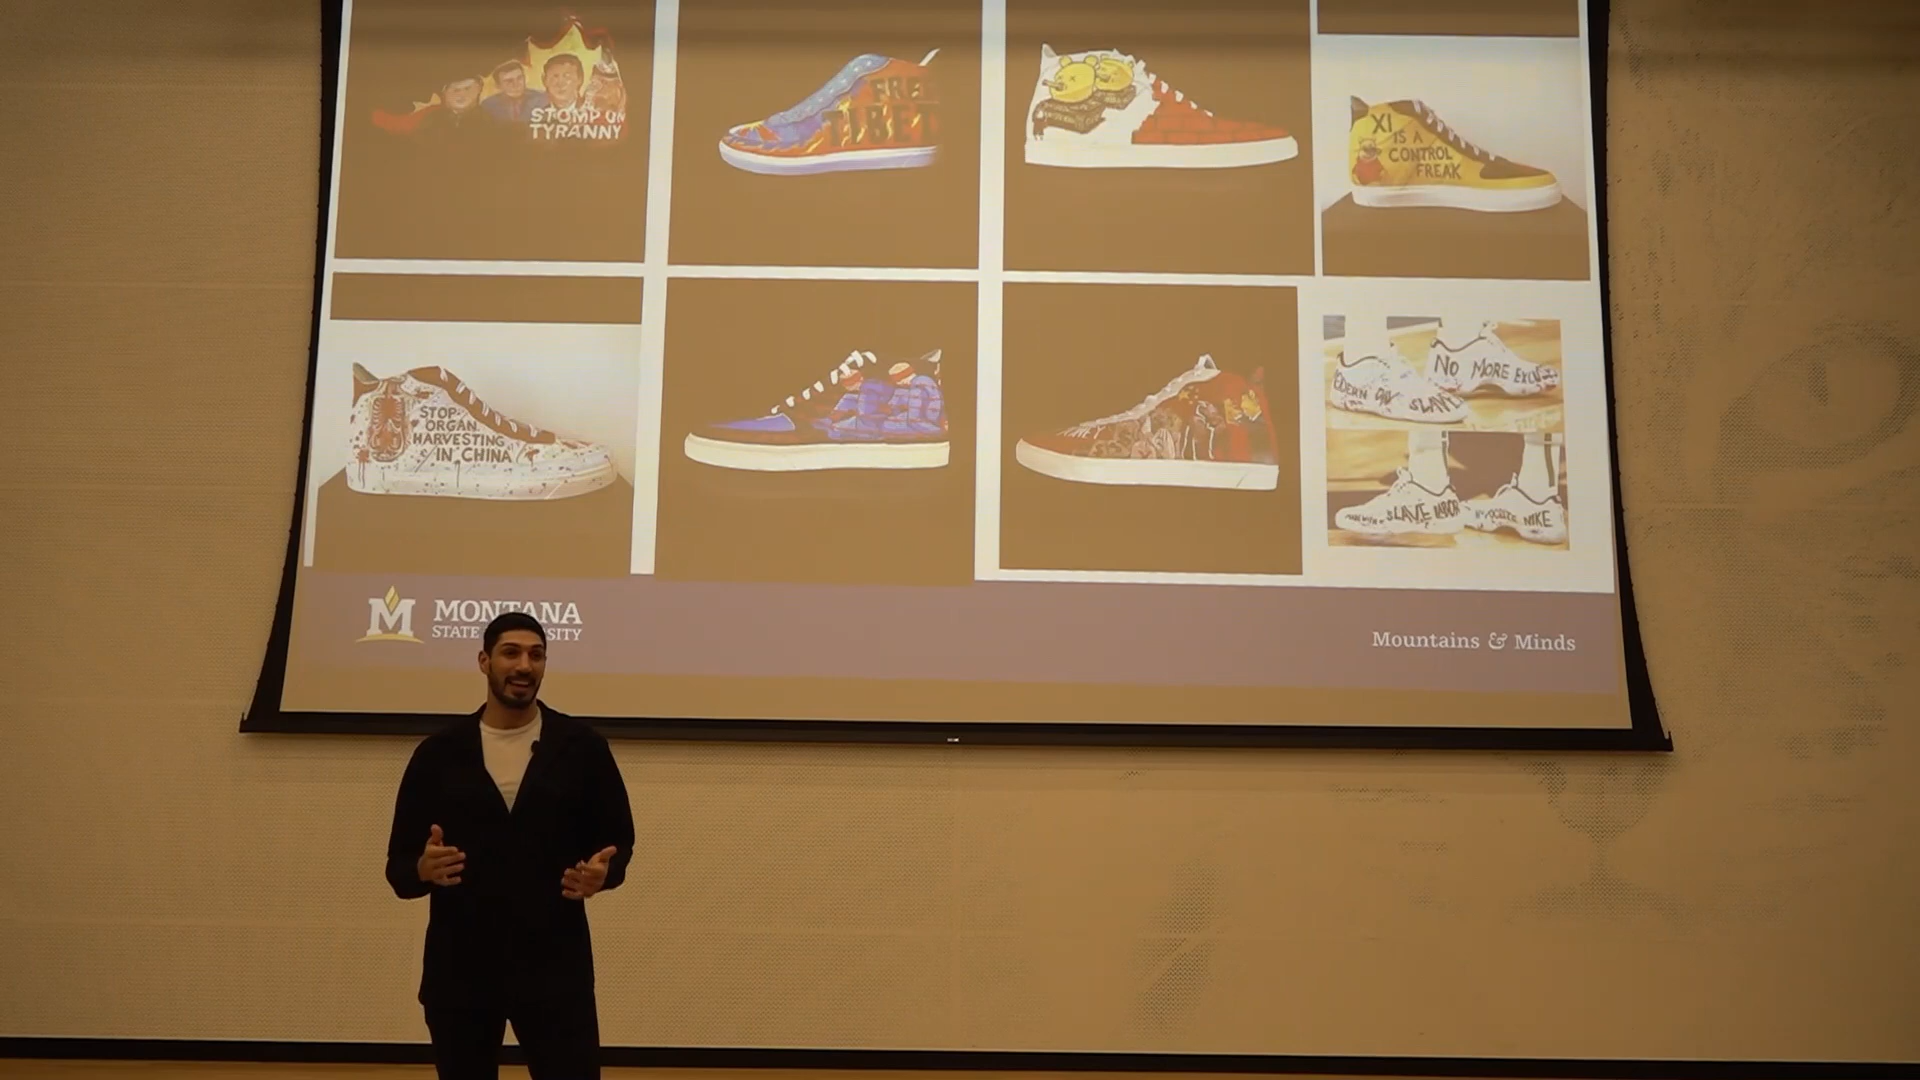 STOMP ON
TYRANNY
FREE
TIBET
XI
IS A
CONTROL
FREAK
STOP
ORGAN
HARVESTING
IN CHINA
NO MORE
SLAVE LABOR
NIKE
MONTANA
STATE
Mountains & Minds